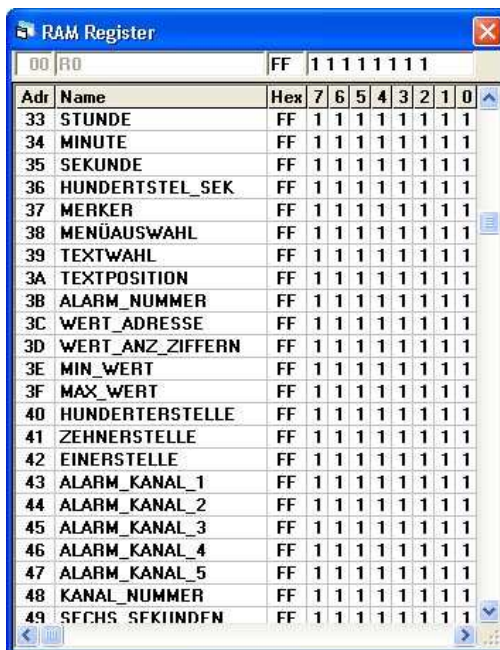 RAM Register
00 R0 FF 1 1 1 1 1 1 1 1
Adr Name Hex 7 6 5 4 3 2 1 0
33 STUNDE FF 1 1 1 1 1 1 1 1
34 MINUTE FF 1 1 1 1 1 1 1 1
35 SEKUNDE FF 1 1 1 1 1 1 1 1
36 HUNDERTSTEL_SEK FF 1 1 1 1 1 1 1 1
37 MERKER FF 1 1 1 1 1 1 1 1
38 MENÜAUSWAHL FF 1 1 1 1 1 1 1 1
39 TEXTWAHL FF 1 1 1 1 1 1 1 1
3A TEXTPOSITION FF 1 1 1 1 1 1 1 1
3B ALARM_NUMMER FF 1 1 1 1 1 1 1 1
3C WERT_ADRESSE FF 1 1 1 1 1 1 1 1
3D WERT_ANZ_ZIFFERN FF 1 1 1 1 1 1 1 1
3E MIN_WERT FF 1 1 1 1 1 1 1 1
3F MAX_WERT FF 1 1 1 1 1 1 1 1
40 HUNDERTERSTELLE FF 1 1 1 1 1 1 1 1
41 ZEHNERSTELLE FF 1 1 1 1 1 1 1 1
42 EINERSTELLE FF 1 1 1 1 1 1 1 1
43 ALARM_KANAL_1 FF 1 1 1 1 1 1 1 1
44 ALARM_KANAL_2 FF 1 1 1 1 1 1 1 1
45 ALARM_KANAL_3 FF 1 1 1 1 1 1 1 1
46 ALARM_KANAL_4 FF 1 1 1 1 1 1 1 1
47 ALARM_KANAL_5 FF 1 1 1 1 1 1 1 1
48 KANAL_NUMMER FF 1 1 1 1 1 1 1 1
49 SECHS_SEKUNDEN FF 1 1 1 1 1 1 1 1